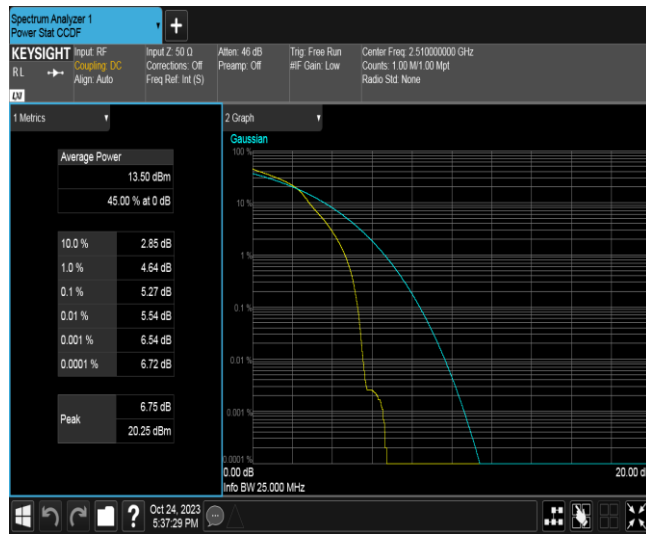 Spectrum Analyzer 1
Power Stat CCDF
+
KEYSIGHT
RL
LXI
Input: RF
Coupling: DC
Align: Auto
Input Z: 50 Ω
Corrections: Off
Freq Ref: Int (S)
Atten: 46 dB
Preamp: Off
Trig: Free Run
#IF Gain: Low
Center Freq: 2.510000000 GHz
Counts: 1.00 M/1.00 Mpt
Radio Std: None
1 Metrics
Average Power
13.50 dBm
45.00 % at 0 dB
10.0 % 2.85 dB
1.0 % 4.64 dB
0.1 % 5.27 dB
0.01 % 5.54 dB
0.001 % 6.54 dB
0.0001 % 6.72 dB
Peak
6.75 dB
20.25 dBm
2 Graph
Gaussian
100 %
10 %
1 %
0.1 %
0.01 %
0.001 %
0.0001 %
0.00 dB
20.00 d
Info BW 25.000 MHz
?
Oct 24, 2023
5:37:29 PM